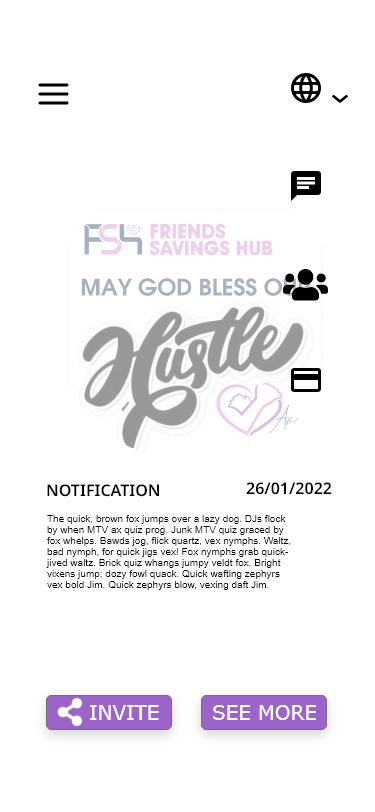 FSH FRIENDS
SAVINGS HUB
MAY GOD BLESS
Hustle
NOTIFICATION
26/01/2022
The quick, brown fox jumps over a lazy dog. DJs flock
by when MTV ax quiz prog. Junk MTV quiz graced by
fox whelps. Bawds jog, flick quartz, vex nymphs. Waltz,
bad nymph, for quick jigs vex! Fox nymphs grab quick-
jived waltz. Brick quiz whangs jumpy veldt fox. Bright
vixens jump; dozy fowl quack. Quick wafting zephyrs
vex bold Jim. Quick zephyrs blow, vexing daft Jim.
INVITE
SEE MORE